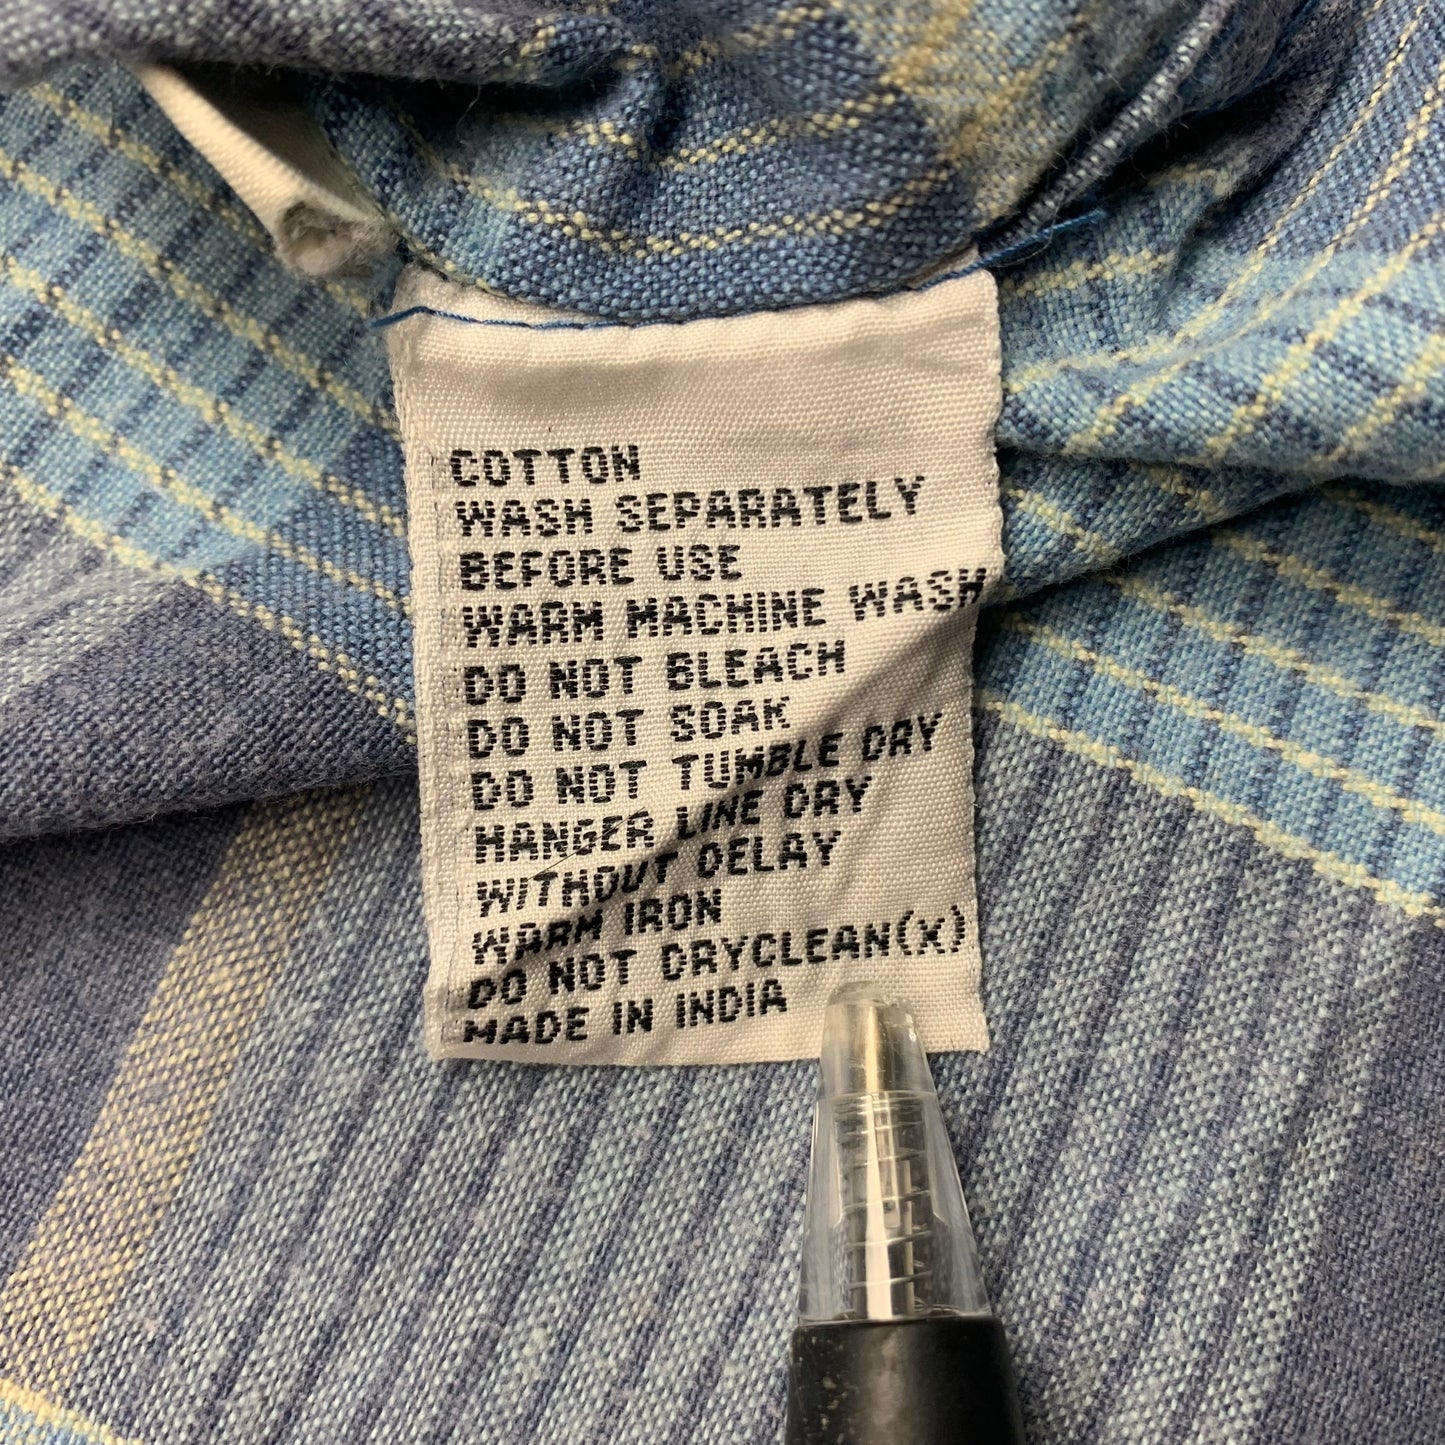 COTTON
WASH SEPARATELY
BEFORE USE
WARM MACHINE WASH
DO NOT BLEACH
DO NOT SOAK
DO NOT TUMBLE DRY
HANGER LINE DRY
WITHOUT DELAY
WARM IRON
DO NOT DRYCLEAN(X)
MADE IN INDIA